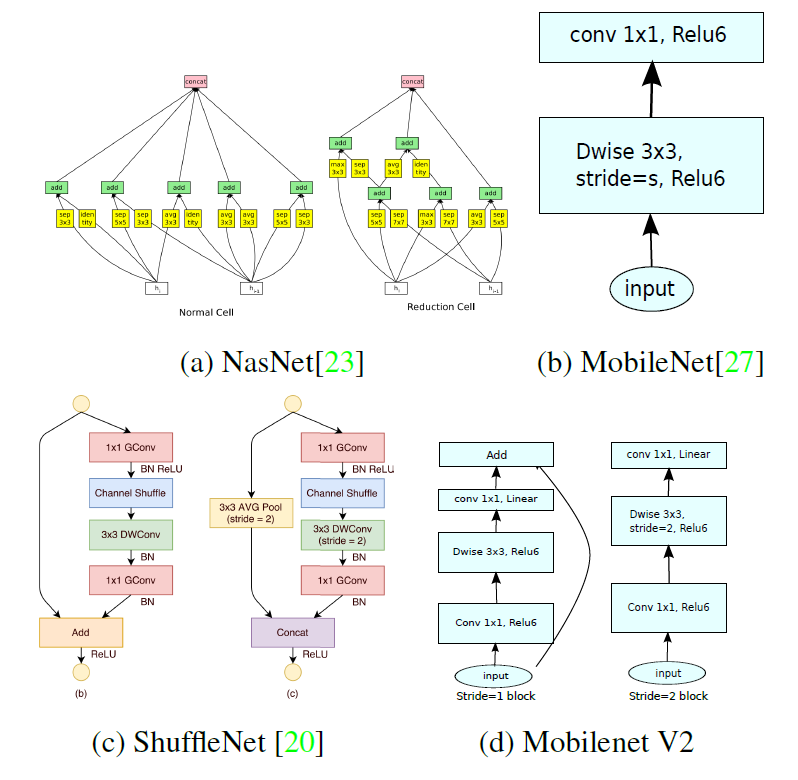 concat
add
add
add
add
add
sep
3x3
iden
tity
sep
5x5
sep
3x3
avg
3x3
iden
tity
avg
3x3
avg
3x3
sep
5x5
sep
3x3
hi
hi-1
Normal Cell
concat
add
add
max
3x3
sep
3x3
avg
3x3
iden
tity
add
add
add
sep
5x5
sep
7x7
max
3x3
sep
7x7
avg
3x3
sep
5x5
hi
hi-1
Reduction Cell
(a) NasNet[23]
conv 1x1, Relu6
Dwise 3x3,
stride=s, Relu6
input
(b) MobileNet[27]
1x1 GConv
BN ReLU
Channel Shuffle
3x3 DWConv
BN
1x1 GConv
BN
Add
ReLU
(b)
1x1 GConv
BN ReLU
3x3 AVG Pool
(stride = 2)
Channel Shuffle
3x3 DWConv
(stride = 2)
BN
1x1 GConv
BN
Concat
ReLU
(c)
(c) ShuffleNet [20]
Add
conv 1x1, Linear
Dwise 3x3, Relu6
Conv 1x1, Relu6
input
Stride=1 block
conv 1x1, Linear
Dwise 3x3,
stride=2, Relu6
Conv 1x1, Relu6
input
Stride=2 block
(d) Mobilenet V2